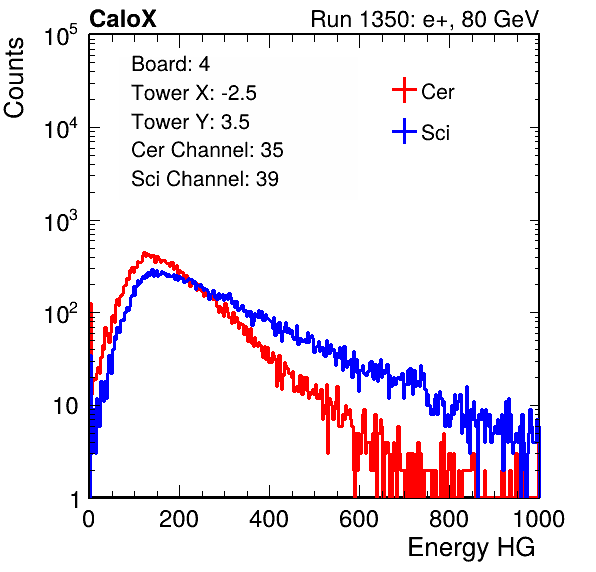 CaloX Run 1350: e+, 80 GeV
Counts
Board: 4
Tower X: -2.5
Tower Y: 3.5
Cer Channel: 35
Sci Channel: 39
Cer
Sci
10^5
10^4
10^3
10^2
10
1
0 200 400 600 800 1000
Energy HG